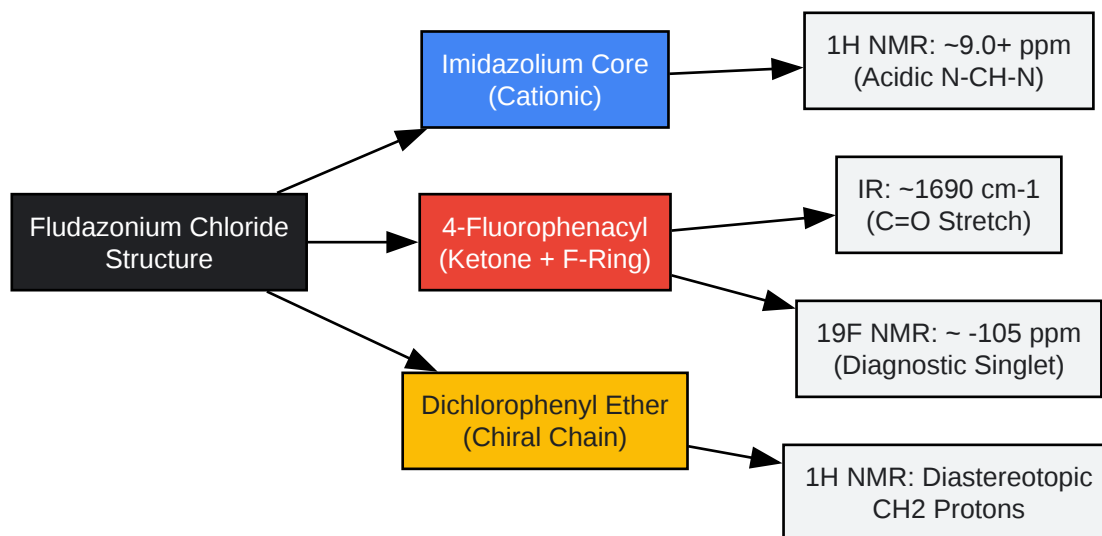 Fludazonium Chloride
Structure
Imidazolium Core
(Cationic)
4-Fluorophenacyl
(Ketone + F-Ring)
Dichlorophenyl Ether
(Chiral Chain)
1H NMR: ~9.0+ ppm
(Acidic N-CH-N)
IR: ~1690 cm-1
(C=O Stretch)
19F NMR: ~ -105 ppm
(Diagnostic Singlet)
1H NMR: Diastereotopic
CH2 Protons